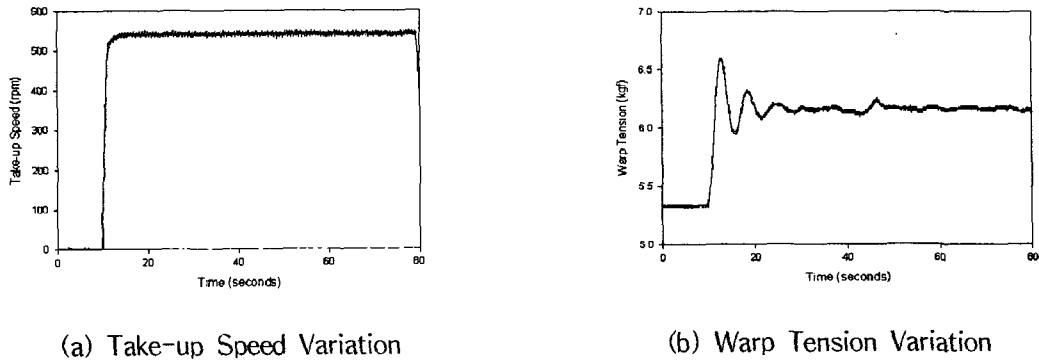 600
500
400
300
200
100
0
Take-up Speed (rpm)
0 20 40 60 80
Time (seconds)
(a) Take-up Speed Variation
7.0
6.5
6.0
5.5
5.0
Warp Tension (kgf)
0 20 40 60 80
Time (seconds)
(b) Warp Tension Variation